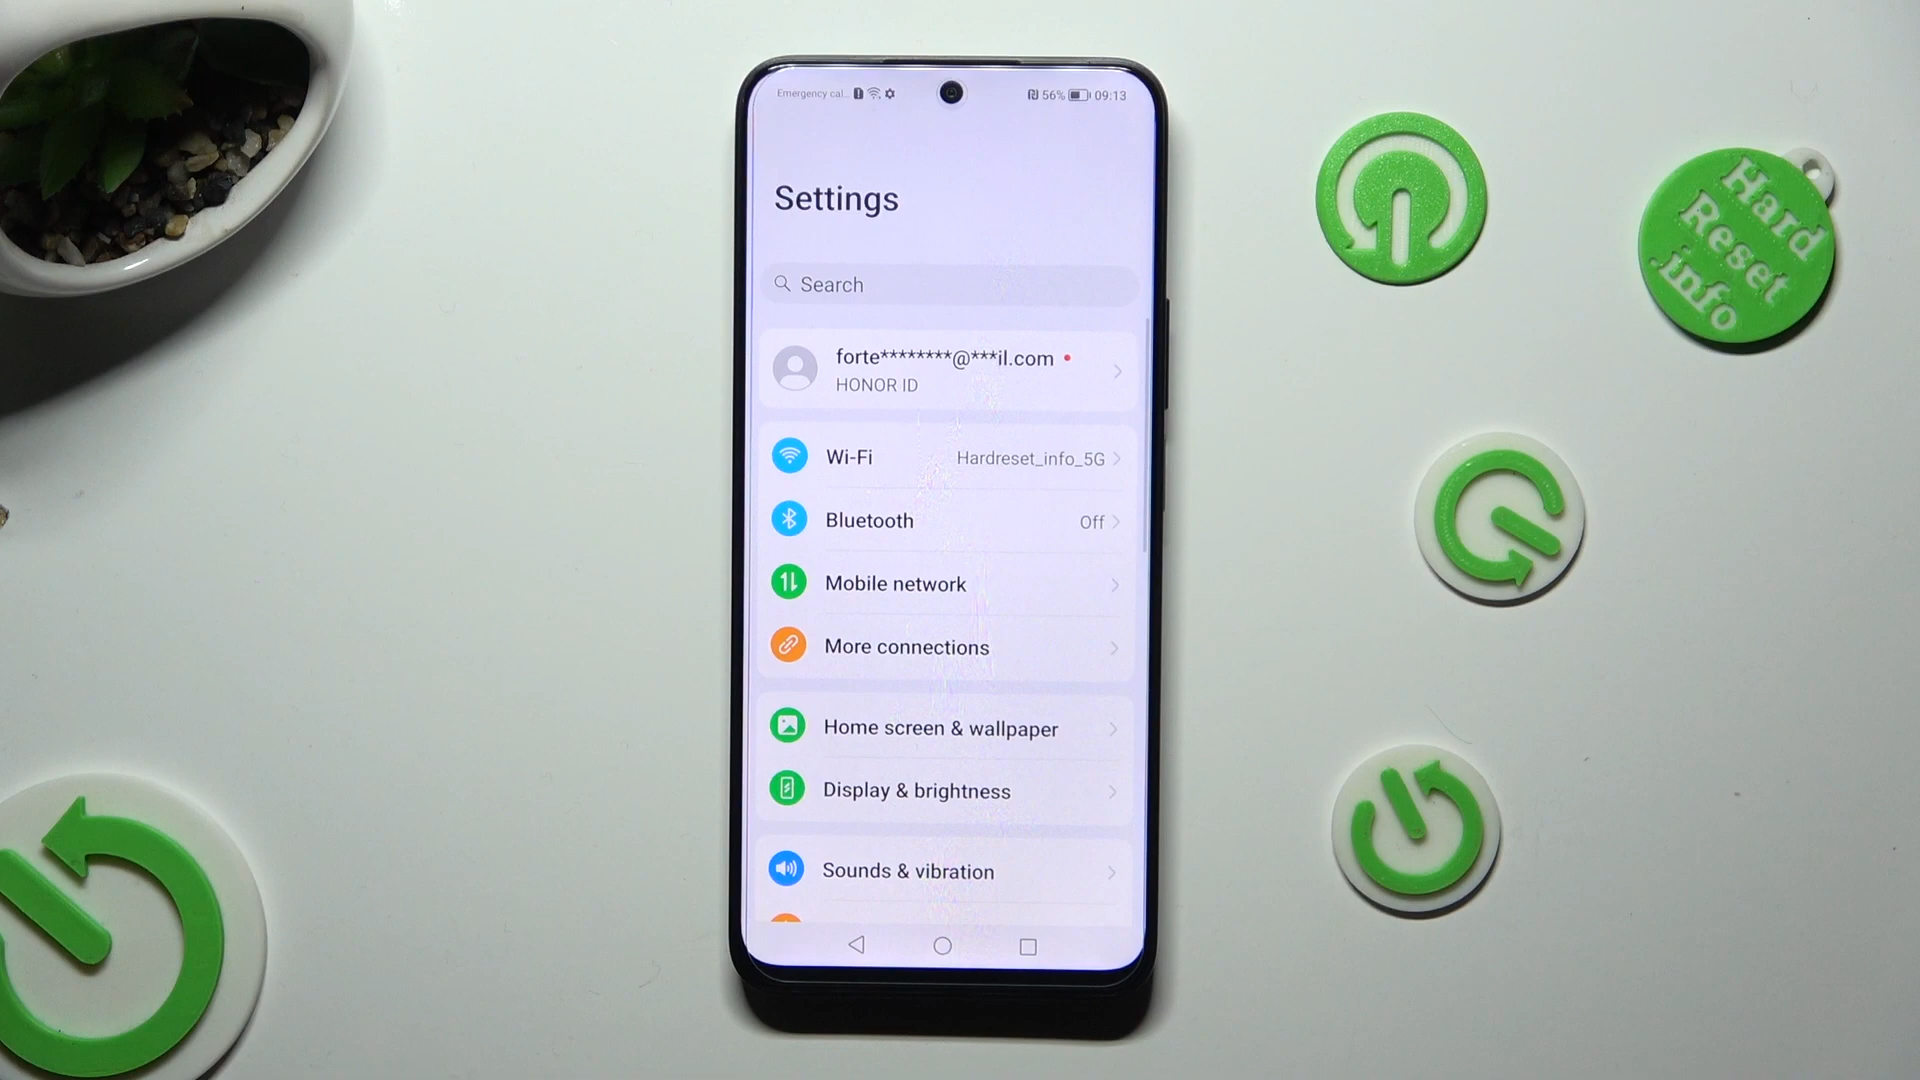 Emergency cal...
56% 09:13
Settings
Search
forte********@***il.com
HONOR ID
Wi-Fi Hardreset_info_5G
Bluetooth Off
Mobile network
More connections
Home screen & wallpaper
Display & brightness
Sounds & vibration
Hard
Reset
.info